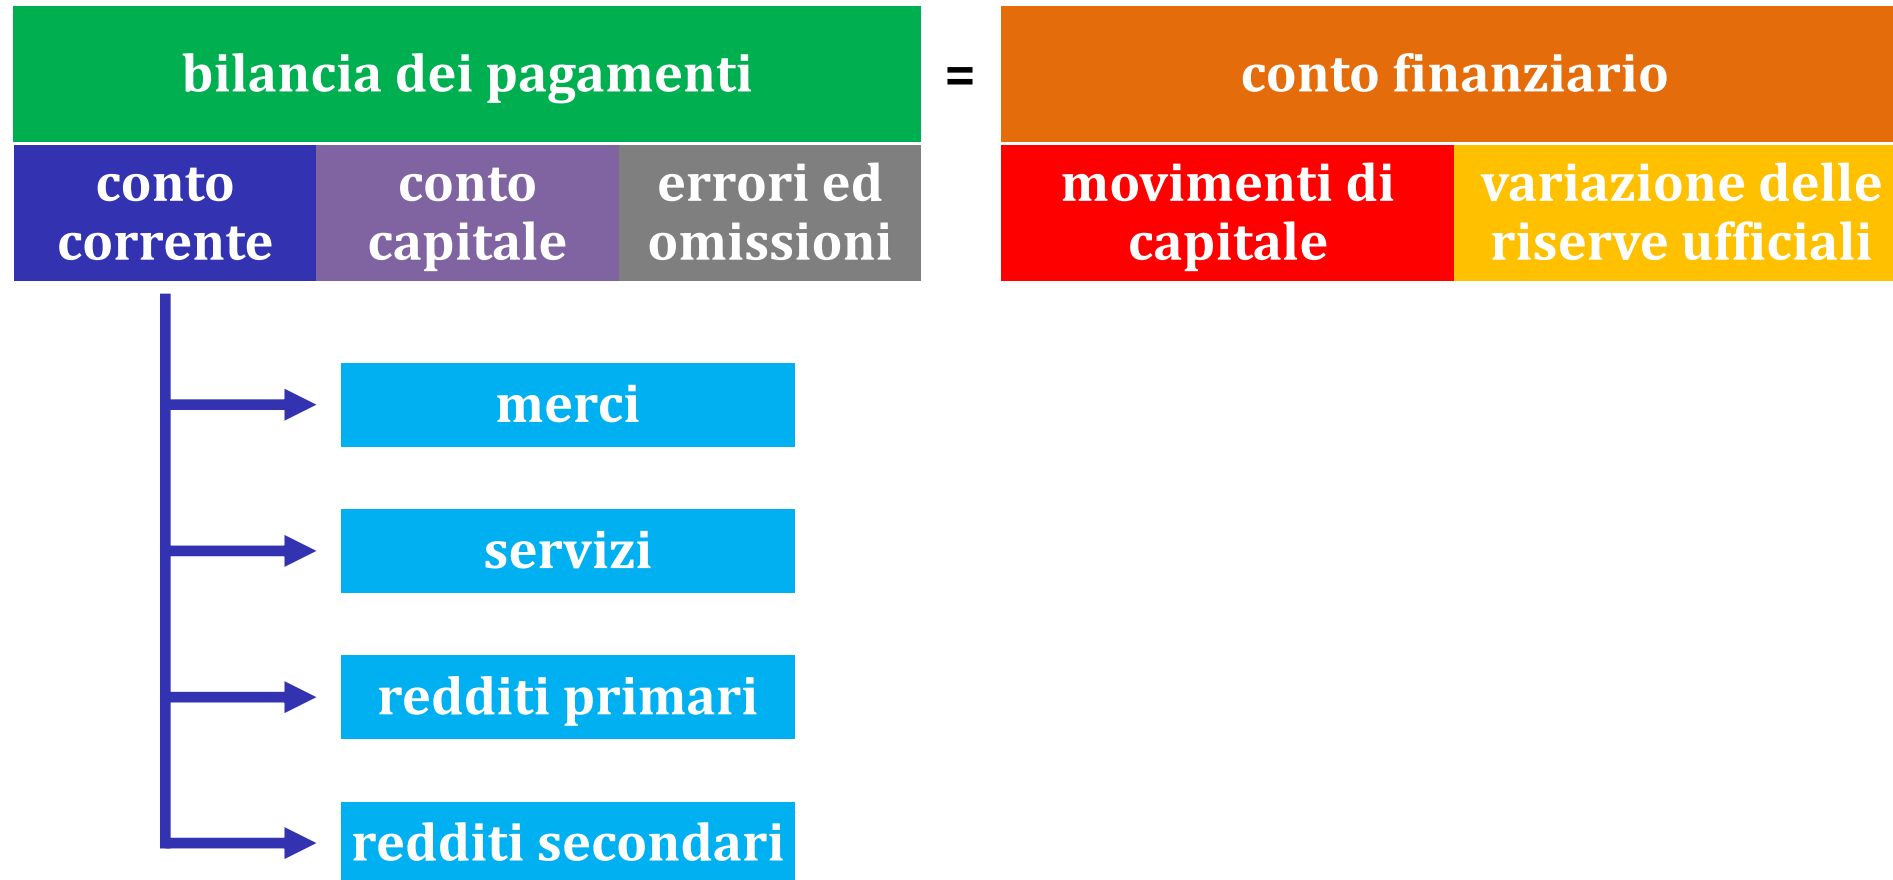 bilancia dei pagamenti
=
conto finanziario
conto
corrente
conto
capitale
errori ed
omissioni
movimenti di
capitale
variazione delle
riserve ufficiali
merci
servizi
redditi primari
redditi secondari